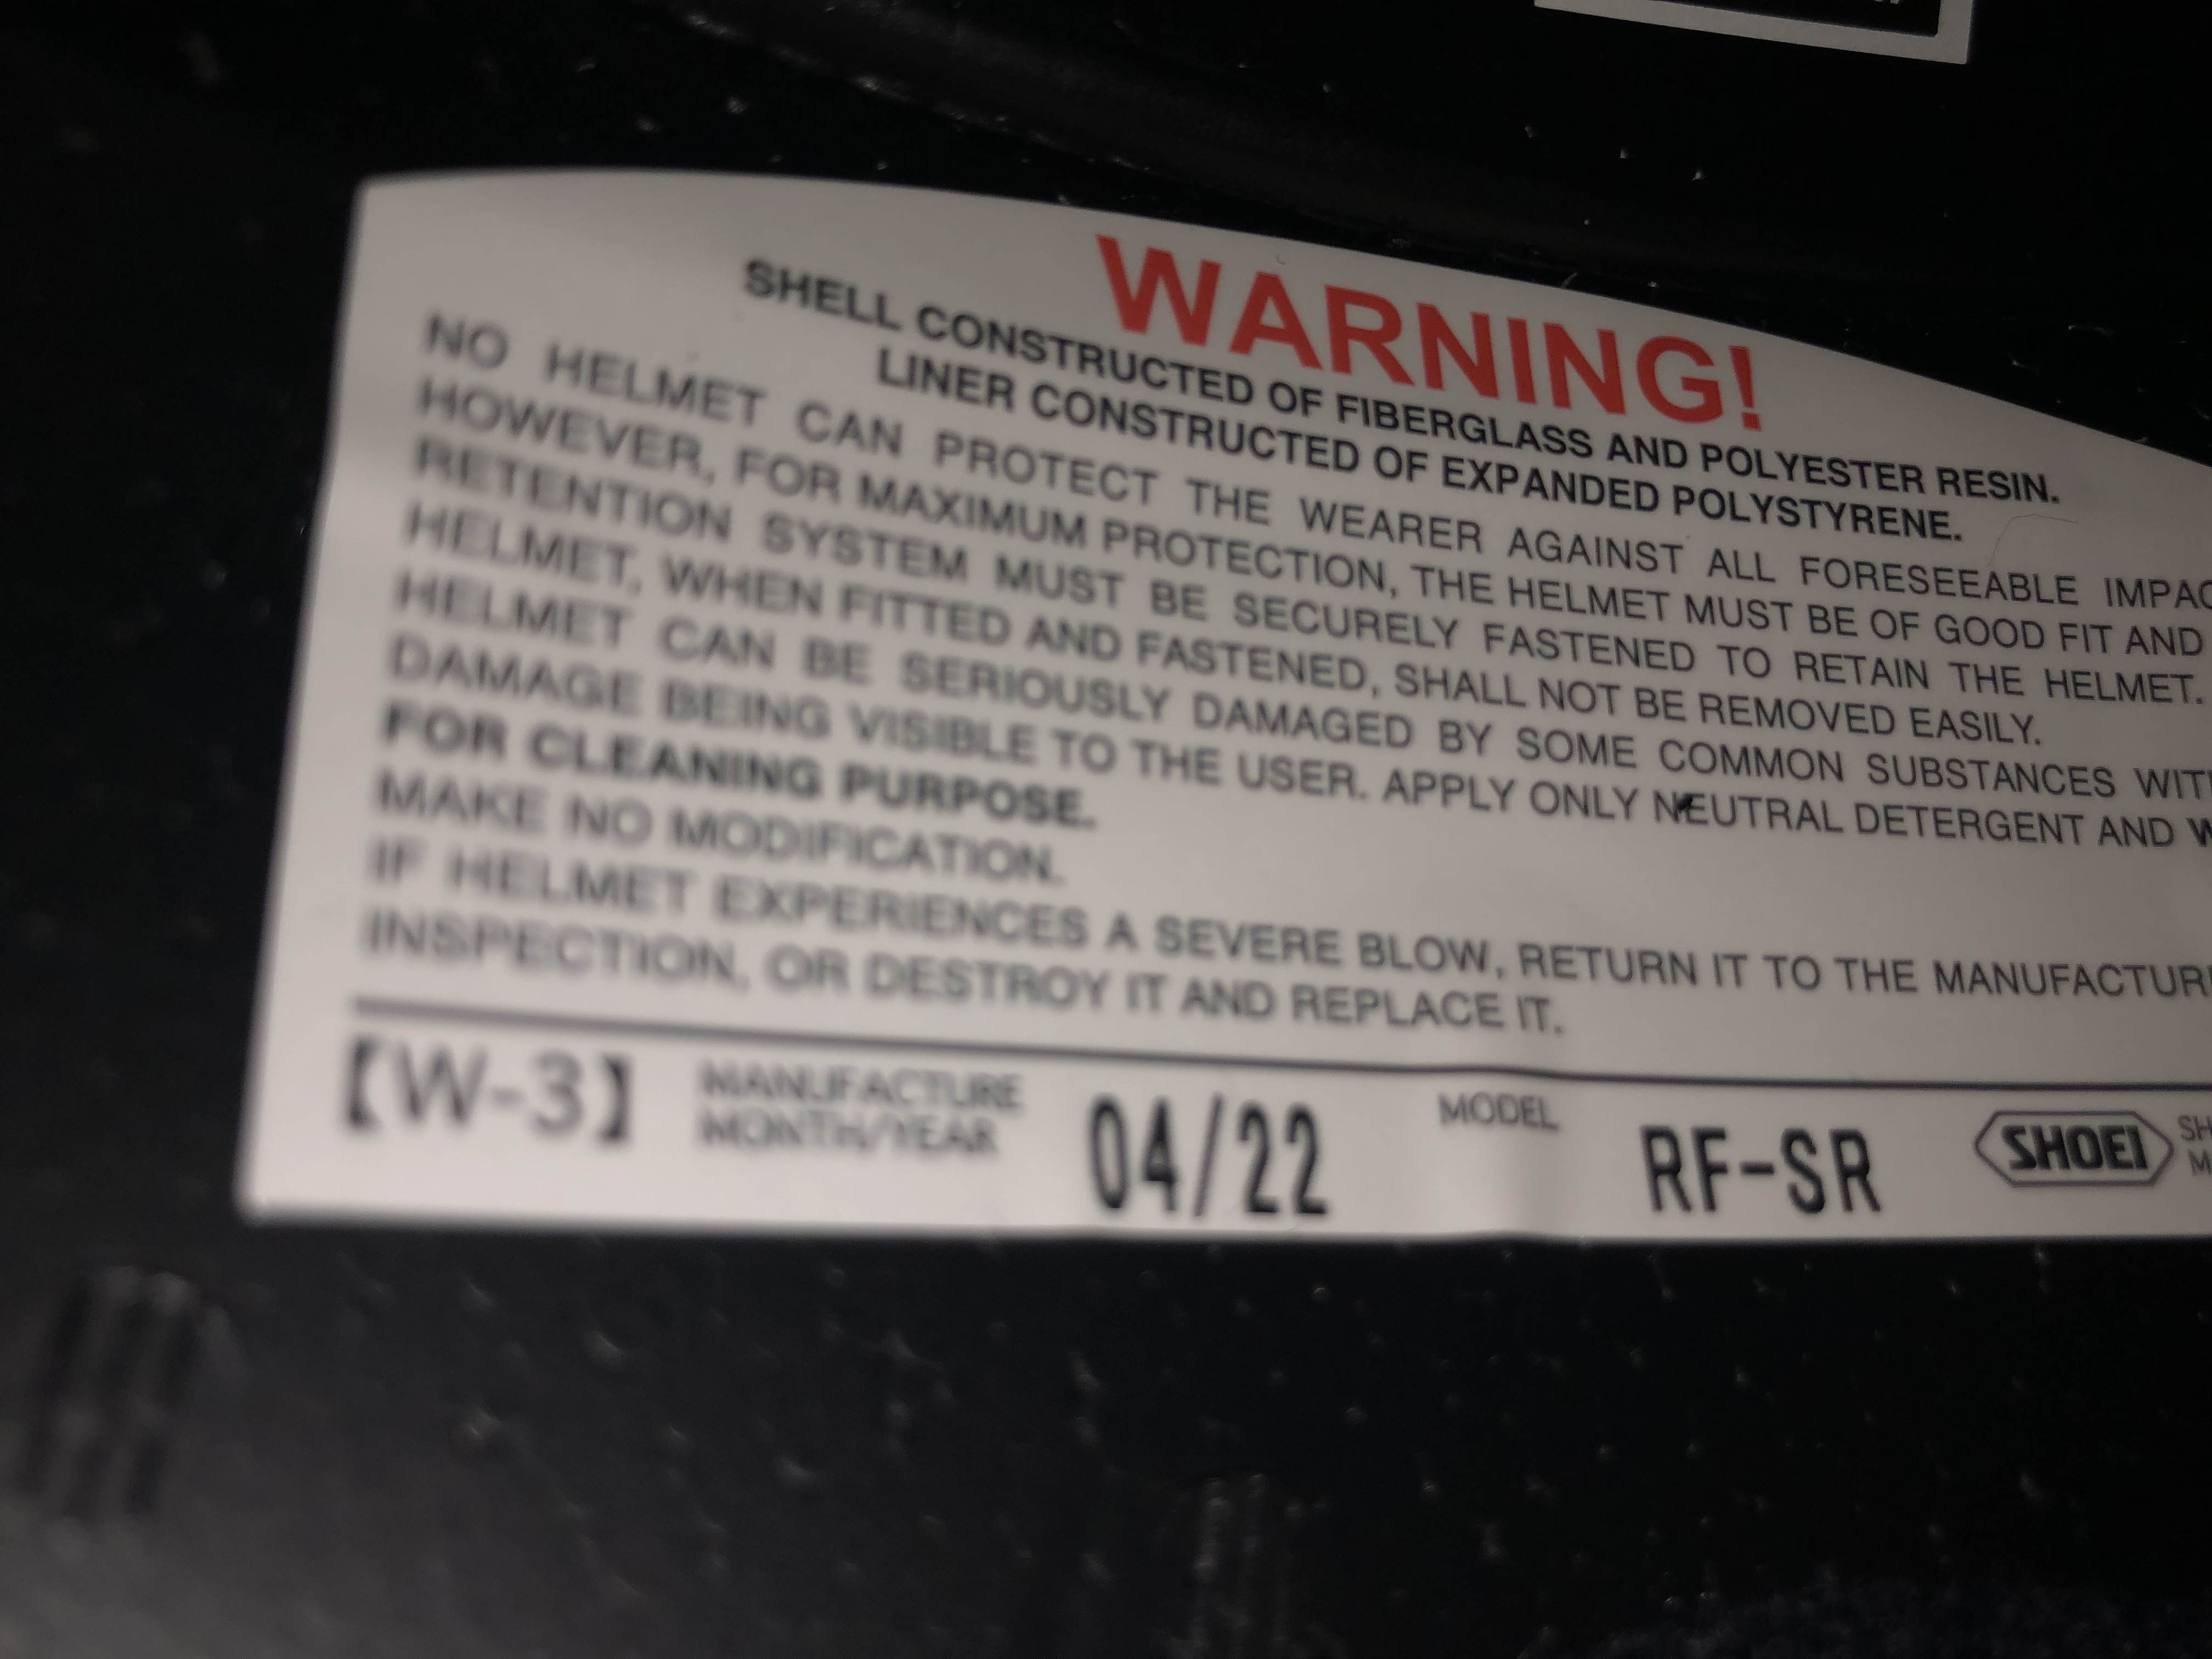 WARNING!
SHELL CONSTRUCTED OF FIBERGLASS AND POLYESTER RESIN.
LINER CONSTRUCTED OF EXPANDED POLYSTYRENE.
NO HELMET CAN PROTECT THE WEARER AGAINST ALL FORESEEABLE IMPAC
HOWEVER, FOR MAXIMUM PROTECTION, THE HELMET MUST BE OF GOOD FIT AND
RETENTION SYSTEM MUST BE SECURELY FASTENED TO RETAIN THE HELMET.
HELMET, WHEN FITTED AND FASTENED, SHALL NOT BE REMOVED EASILY.
HELMET CAN BE SERIOUSLY DAMAGED BY SOME COMMON SUBSTANCES WIT
DAMAGE BEING VISIBLE TO THE USER. APPLY ONLY NEUTRAL DETERGENT AND W
FOR CLEANING PURPOSE.
MAKE NO MODIFICATION.
IF HELMET EXPERIENCES A SEVERE BLOW, RETURN IT TO THE MANUFACTUR
INSPECTION, OR DESTROY IT AND REPLACE IT.
【W-3】 MANUFACTURE MONTH/YEAR 04/22 MODEL RF-SR SHOEI SH
M